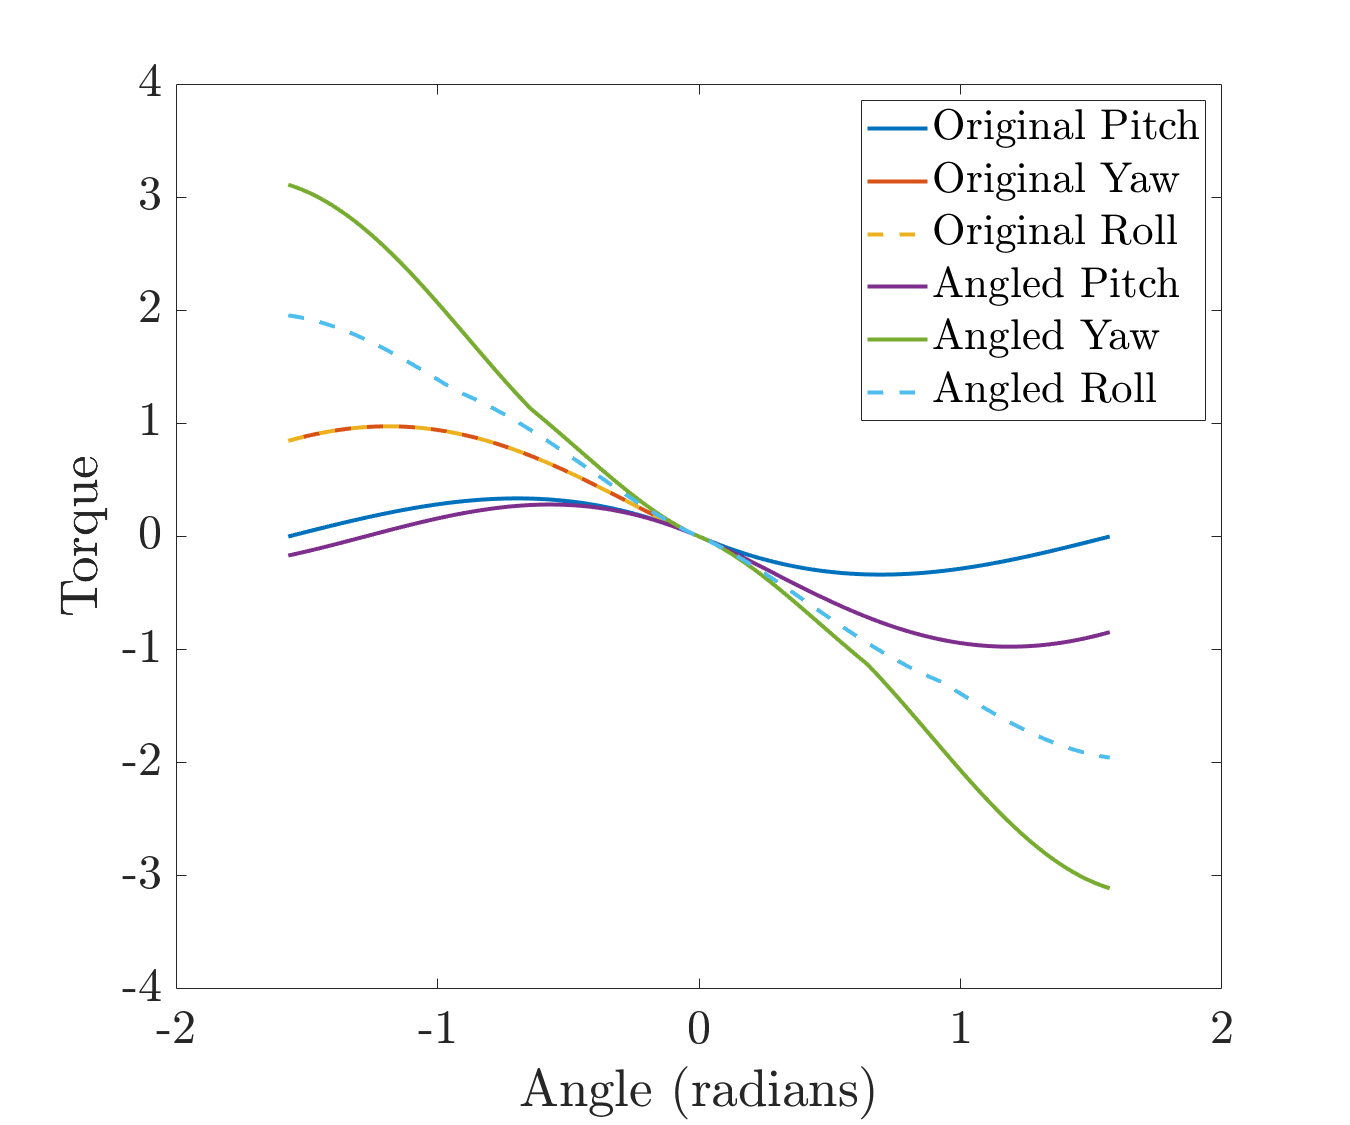 4
3
2
1
0
-1
-2
-3
-4
-2
-1
0
1
2
Torque
Angle (radians)
Original Pitch
Original Yaw
Original Roll
Angled Pitch
Angled Yaw
Angled Roll